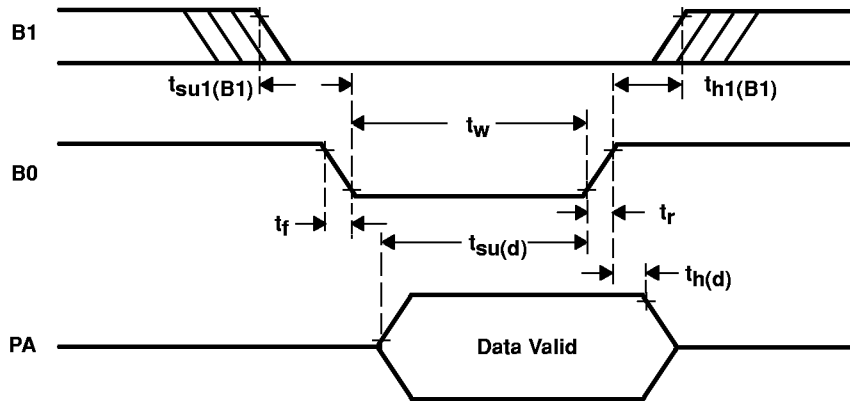 B1
tsu1(B1)
th1(B1)
tw
B0
tf
tr
tsu(d)
th(d)
PA
Data Valid